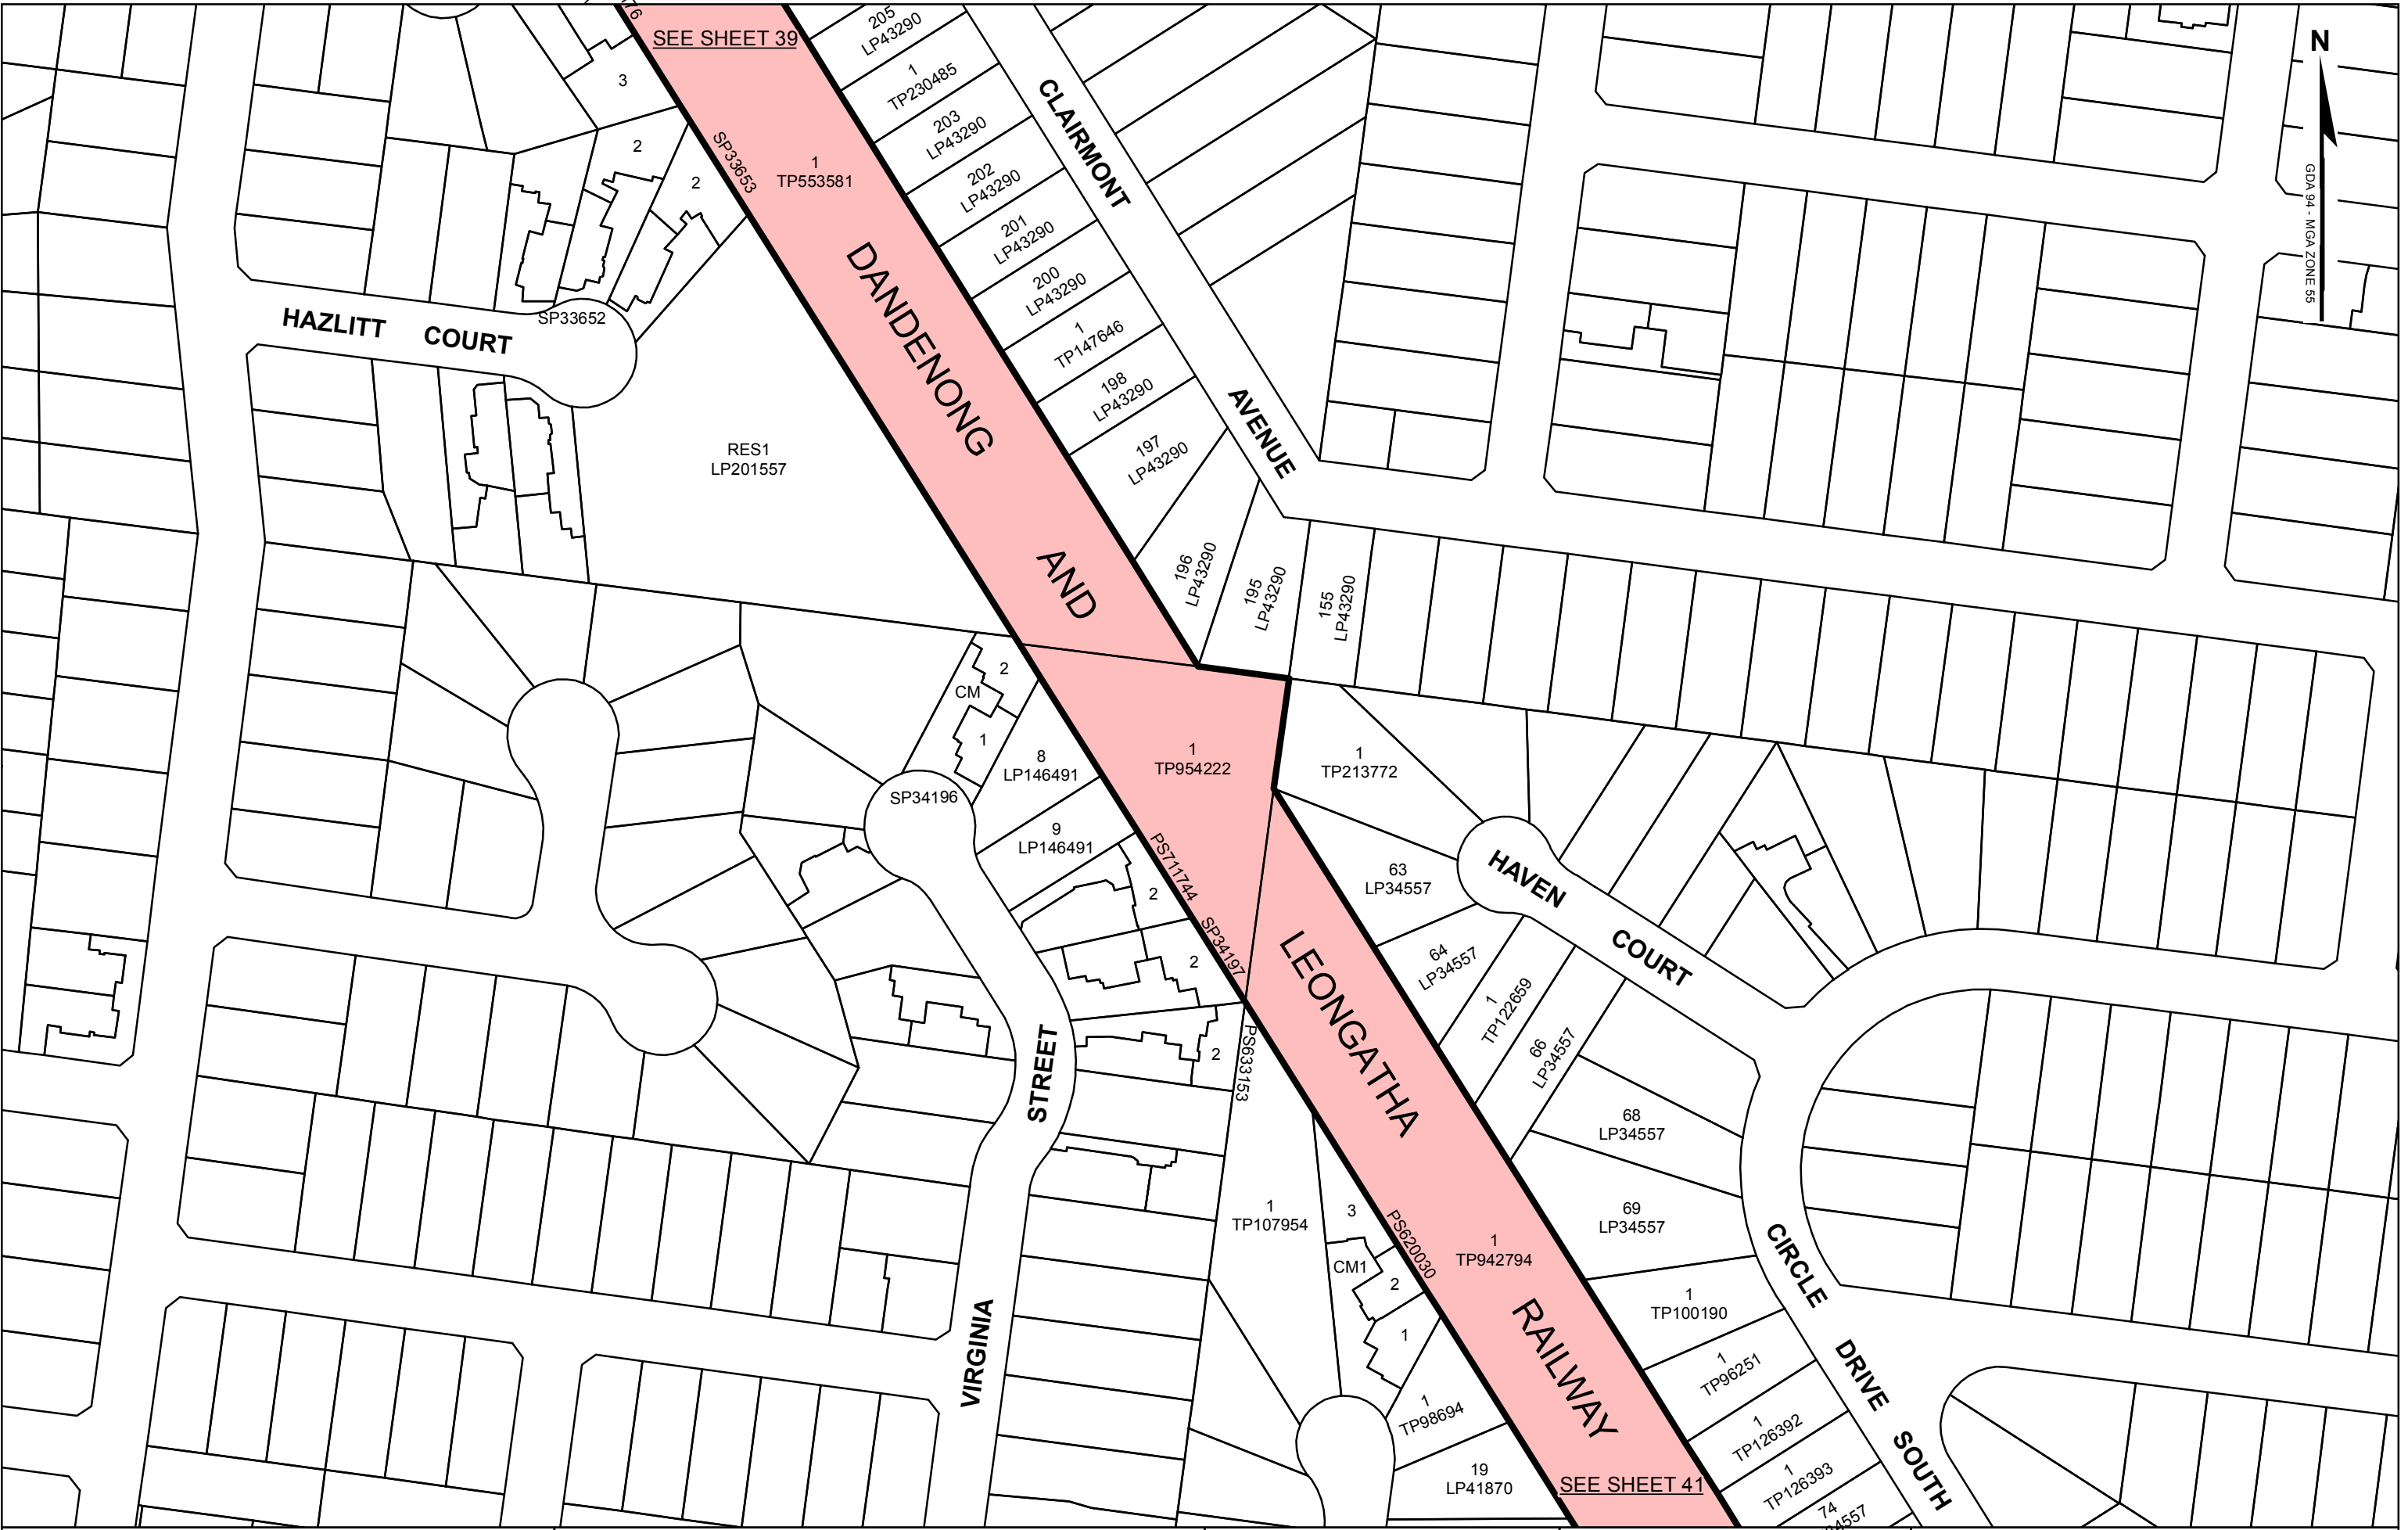 76
SEE SHEET 39
205
LP43290
N
3
1
TP230485
CLAIRMONT
203
LP43290
2
SP33653
1
TP553581
2
202
LP43290
GDA 94 - MGA ZONE 55
201
LP43290
200
LP43290
HAZLITT COURT
SP33652
1
TP147646
DANDENONG
198
LP43290
AVENUE
197
LP43290
RES1
LP201557
196
LP43290
195
LP43290
155
LP43290
AND
2
CM
1
8
LP146491
1
TP954222
1
TP213772
SP34196
9
LP146491
PS711744
2
63
LP34557
HAVEN
COURT
SP34197
2
64
LP34557
LEONGATHA
1
TP122659
66
LP34557
STREET
2
PS633153
68
LP34557
1
TP107954
3
PS620030
69
LP34557
1
TP942794
CM1
2
CIRCLE
1
TP100190
1
VIRGINIA
RAILWAY
1
TP96251
DRIVE
1
TP98694
1
TP126392
SOUTH
19
LP41870
SEE SHEET 41
1
TP126393
74
34557